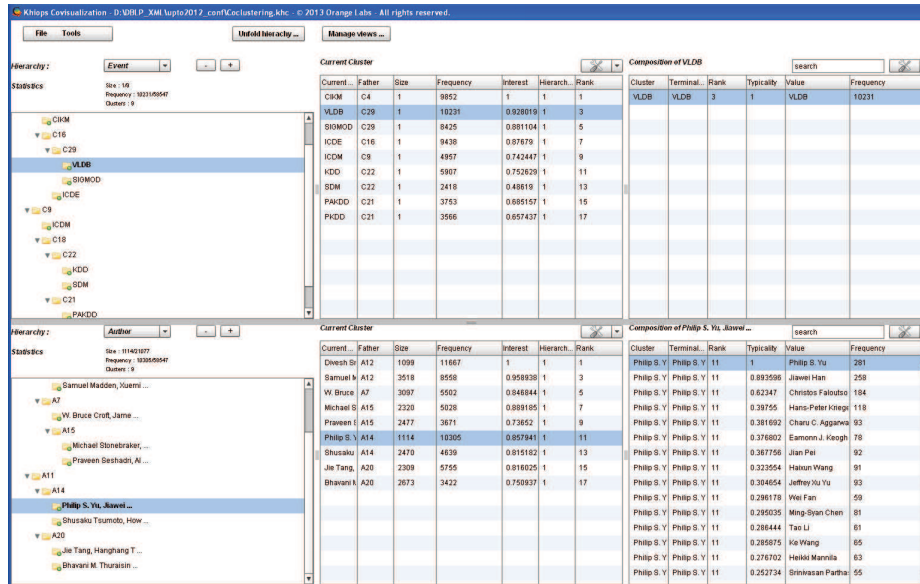 Khiops Covisualization - D:\DBLP_XML\upto2012_conf\Coclustering.khc - © 2013 Orange Labs - All rights reserved.
File Tools Unfold hierachy ... Manage views ...
Hierarchy : Event - +
Statistics
Size : 1/9
Frequency : 10231/59547
Clusters : 9
CIKM
C16
C29
VLDB
SIGMOD
ICDE
C9
ICDM
C18
C22
KDD
SDM
C21
PAKDD
Current Cluster
Current... Father Size Frequency Interest Hierarch... Rank
CIKM C4 1 9852 1 1 1
VLDB C29 1 10231 0.928019 1 3
SIGMOD C29 1 8425 0.881104 1 5
ICDE C16 1 9438 0.87679 1 7
ICDM C9 1 4957 0.742447 1 9
KDD C22 1 5907 0.752629 1 11
SDM C22 1 2418 0.48619 1 13
PAKDD C21 1 3753 0.685157 1 15
PKDD C21 1 3566 0.657437 1 17
Composition of VLDB search
Cluster Terminal... Rank Typicality Value Frequency
VLDB VLDB 3 1 VLDB 10231
Hierarchy : Author - +
Statistics
Size : 1114/21077
Frequency : 10305/59547
Clusters : 9
Samuel Madden, Xuemi ...
A7
W. Bruce Croft, Jame ...
A15
Michael Stonebraker, ...
Praveen Seshadri, Al ...
A11
A14
Philip S. Yu, Jiawei ...
Shusaku Tsumoto, How ...
A20
Jie Tang, Hanghang T ...
Bhavani M. Thuraisin ...
Current Cluster
Current... Father Size Frequency Interest Hierarch... Rank
Divesh Sr A12 1099 11667 1 1 1
Samuel M A12 3518 9558 0.958938 1 3
W. Bruce A7 3097 5502 0.846844 1 5
Michael S A15 2320 5028 0.889185 1 7
Praveen S A15 2477 3671 0.73652 1 9
Philip S. Y A14 1114 10305 0.857941 1 11
Shusaku A14 2470 4639 0.815182 1 13
Jie Tang, A20 2309 5755 0.816025 1 15
Bhavani M A20 2673 3422 0.750937 1 17
Composition of Philip S. Yu, Jiawei ... search
Cluster Terminal... Rank Typicality Value Frequency
Philip S. Y Philip S. Y 11 1 Philip S. Yu 281
Philip S. Y Philip S. Y 11 0.893596 Jiawei Han 258
Philip S. Y Philip S. Y 11 0.62347 Christos Faloutso 184
Philip S. Y Philip S. Y 11 0.39755 Hans-Peter Kriege 118
Philip S. Y Philip S. Y 11 0.381692 Charu C. Aggarwa 93
Philip S. Y Philip S. Y 11 0.376802 Eamonn J. Keogh 78
Philip S. Y Philip S. Y 11 0.367756 Jian Pei 92
Philip S. Y Philip S. Y 11 0.323554 Haixun Wang 91
Philip S. Y Philip S. Y 11 0.304654 Jeffrey Xu Yu 93
Philip S. Y Philip S. Y 11 0.296178 Wei Fan 59
Philip S. Y Philip S. Y 11 0.295035 Ming-Syan Chen 81
Philip S. Y Philip S. Y 11 0.286444 Tao Li 61
Philip S. Y Philip S. Y 11 0.285875 Ke Wang 65
Philip S. Y Philip S. Y 11 0.276702 Heikki Mannila 63
Philip S. Y Philip S. Y 11 0.252734 Srinivasan Partha: 55